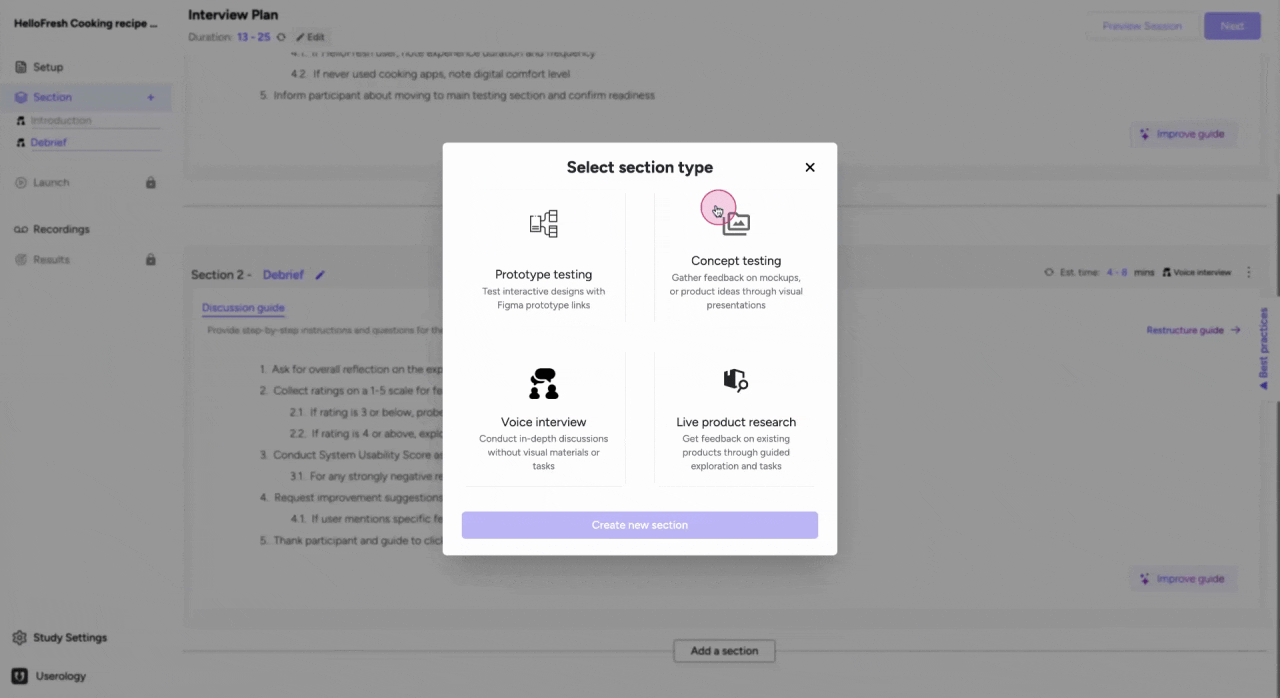 HelloFresh Cooking recipe ...
Interview Plan
Duration: 13 - 25 Edit
Preview Session
Next
Setup
Section +
Introduction
Debrief
Launch
Recordings
Results
Study Settings
Userology
4.1. If HelloFresh user, note experience duration and frequency
4.2. If never used cooking apps, note digital comfort level
5. Inform participant about moving to main testing section and confirm readiness
Improve guide
Section 2 - Debrief
Est. time: 4 - 8 mins Voice interview
Discussion guide
Provide step-by-step instructions and questions for the
Restructure guide →
1. Ask for overall reflection on the exp
2. Collect ratings on a 1-5 scale for fe
2.1. If rating is 3 or below, probe
2.2. If rating is 4 or above, explo
3. Conduct System Usability Score as
3.1. For any strongly negative re
4. Request improvement suggestions
4.1. If user mentions specific fe
5. Thank participant and guide to clic
Improve guide
Best practices
Add a section
Select section type
Prototype testing
Test interactive designs with
Figma prototype links
Concept testing
Gather feedback on mockups,
or product ideas through visual
presentations
Voice interview
Conduct in-depth discussions
without visual materials or
tasks
Live product research
Get feedback on existing
products through guided
exploration and tasks
Create new section